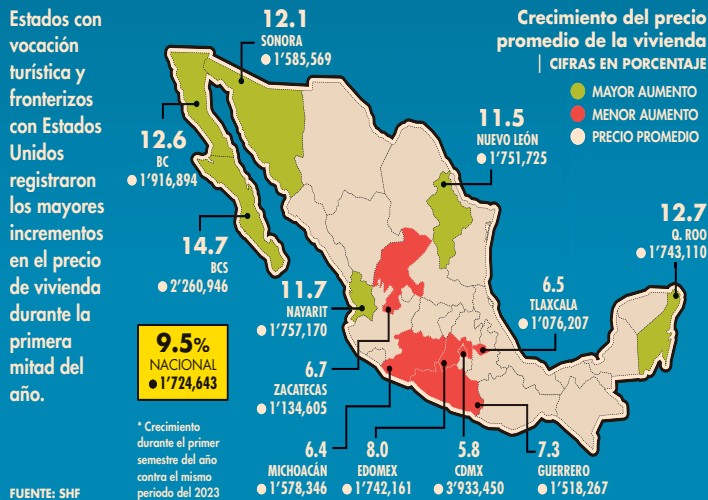 Estados con
vocación
turística y
fronterizos
con Estados
Unidos
registraron
los mayores
incrementos
en el precio
de vivienda
durante la
primera
mitad del
año.
Crecimiento del precio
promedio de la vivienda
| CIFRAS EN PORCENTAJE
MAYOR AUMENTO
MENOR AUMENTO
PRECIO PROMEDIO
12.1
SONORA
1'585,569
12.6
BC
1'916,894
14.7
BCS
2'260,946
11.5
NUEVO LEÓN
1'751,725
12.7
Q. ROO
1'743,110
11.7
NAYARIT
1'757,170
6.5
TLAXCALA
1'076,207
9.5%
NACIONAL
1'724,643
6.7
ZACATECAS
1'134,605
6.4
MICHOACÁN
1'578,346
8.0
EDOMEX
1'742,161
5.8
CDMX
3'933,450
7.3
GUERRERO
1'518,267
* Crecimiento
durante el primer
semestre del año
contra el mismo
periodo del 2023
FUENTE: SHF